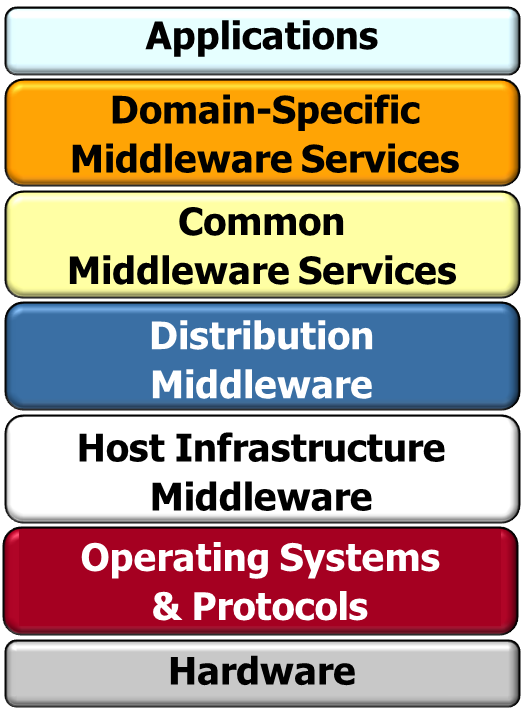 Applications
Domain-Specific
Middleware Services
Common
Middleware Services
Distribution
Middleware
Host Infrastructure
Middleware
Operating Systems
& Protocols
Hardware